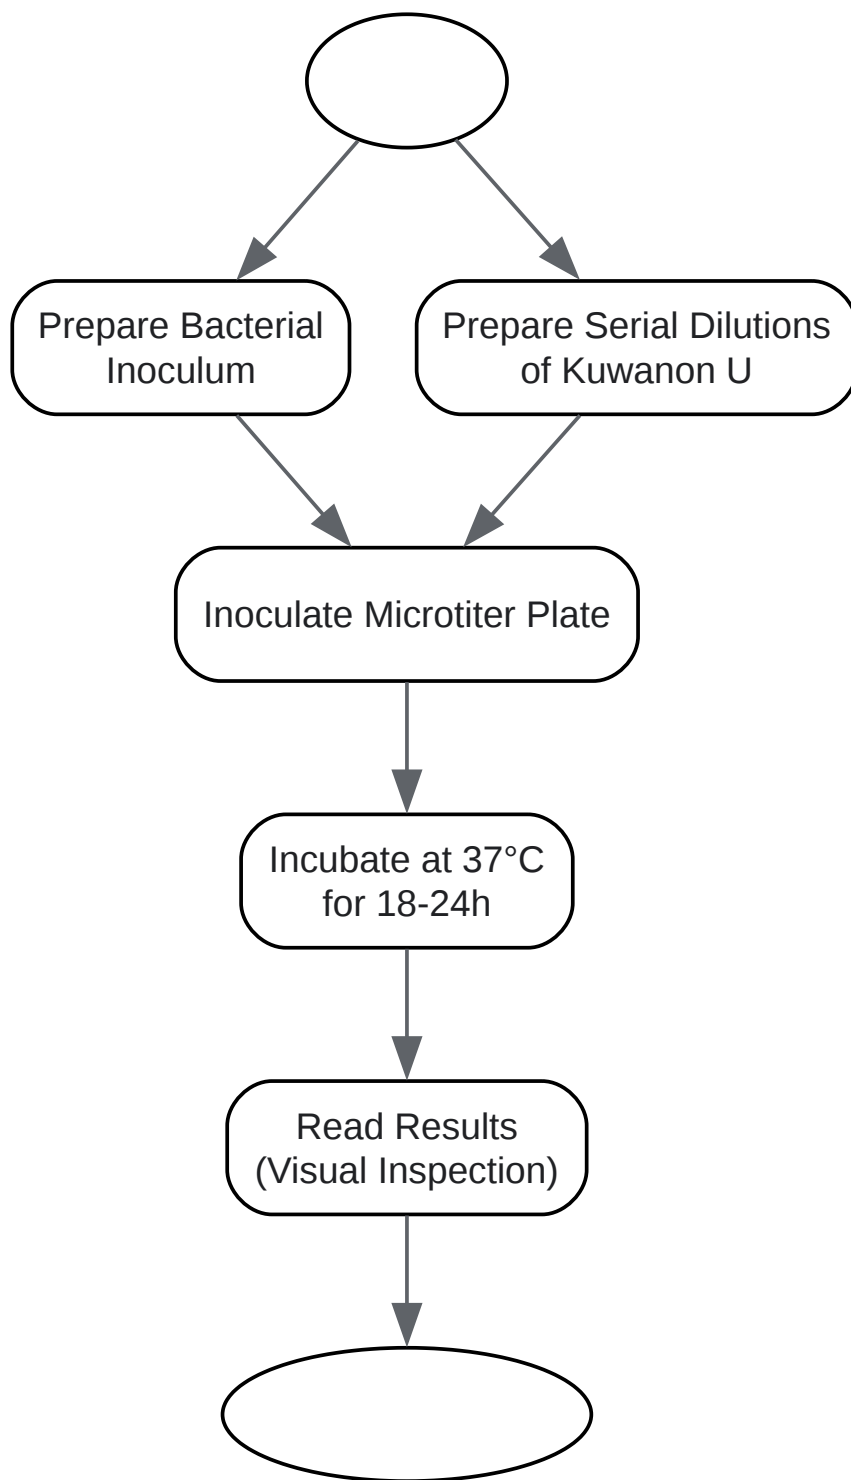 Prepare Bacterial
Inoculum
Prepare Serial Dilutions
of Kuwanon U
Inoculate Microtiter Plate
Incubate at 37°C
for 18-24h
Read Results
(Visual Inspection)